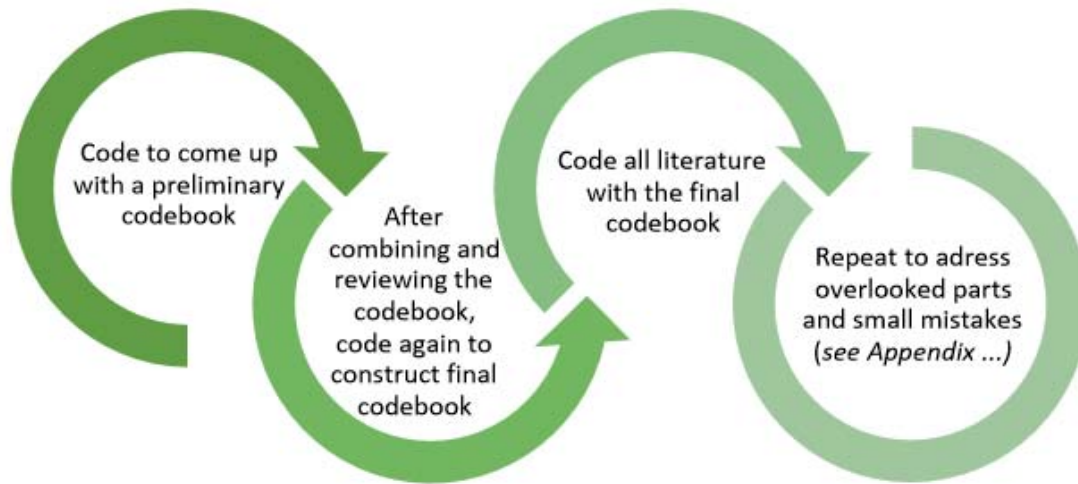 Code to come up
with a preliminary
codebook
After
combining and
reviewing the
codebook,
code again to
construct final
codebook
Code all literature
with the final
codebook
Repeat to adress
overlooked parts
and small mistakes
(see Appendix ...)